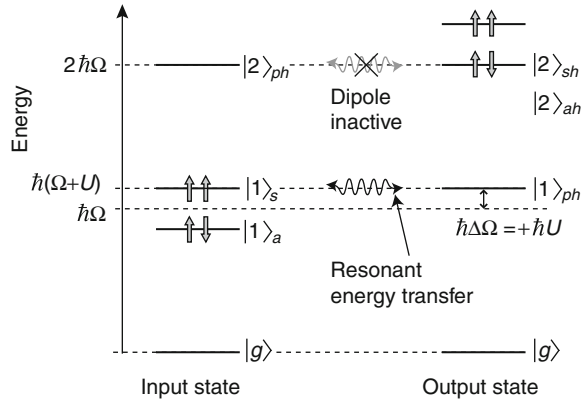 Energy
2ħΩ
|2⟩ph
|2⟩sh
Dipole
inactive
|2⟩ah
ħ(Ω+U)
|1⟩s
|1⟩ph
ħΩ
ħΔΩ = +ħU
|1⟩a
Resonant
energy transfer
|g⟩
|g⟩
Input state
Output state